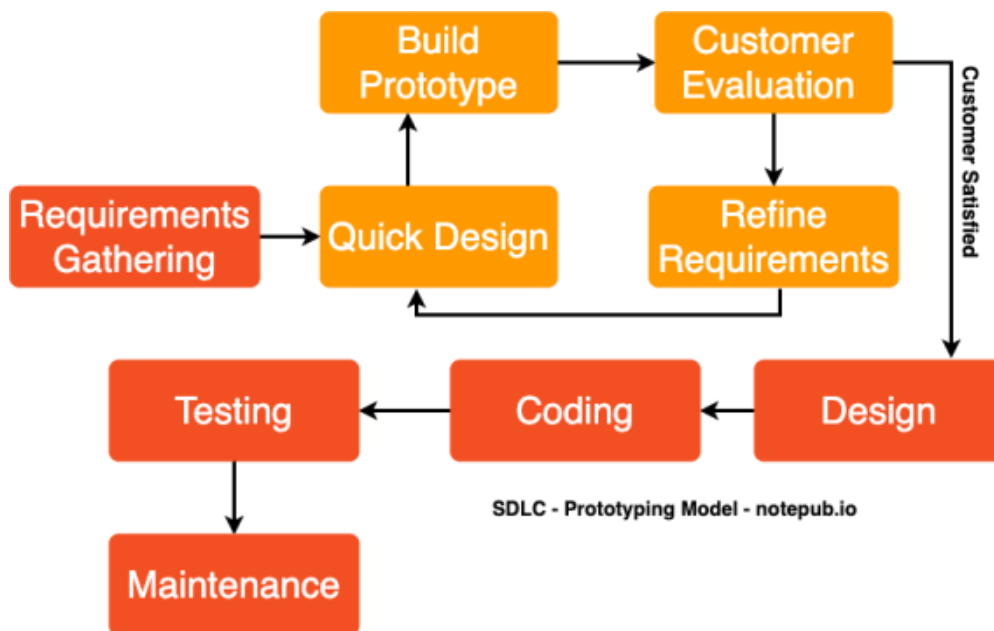 Build
Prototype
Customer
Evaluation
Customer Satisfied
Requirements
Gathering
Quick Design
Refine
Requirements
Testing
Coding
Design
SDLC - Prototyping Model - notepub.io
Maintenance